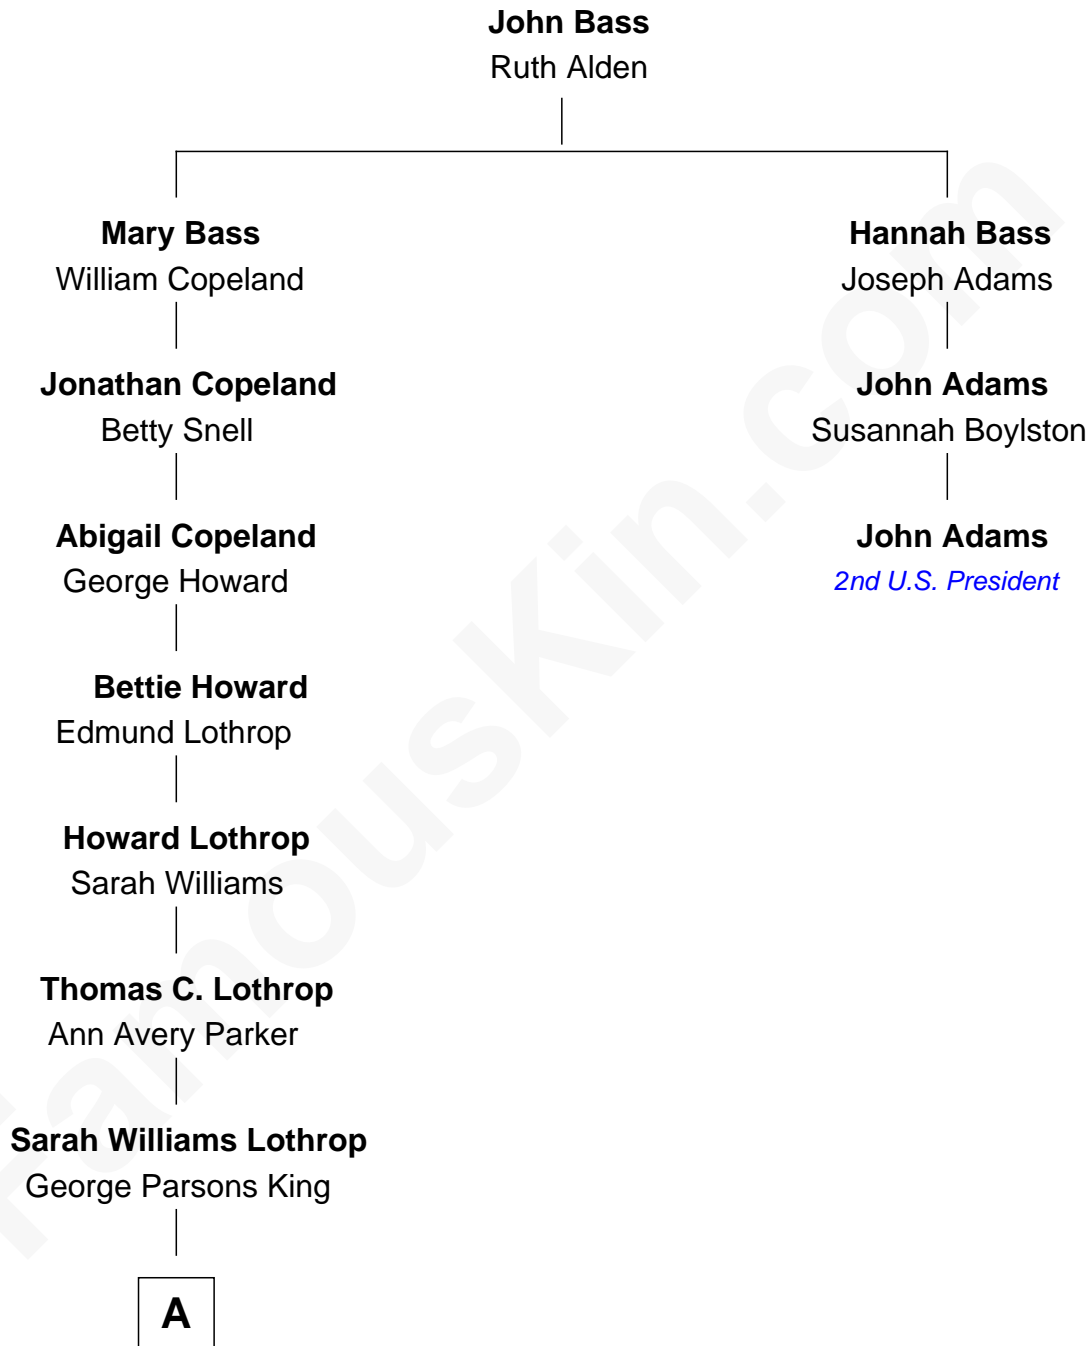 John Bass
Ruth Alden
Mary Bass
William Copeland
Hannah Bass
Joseph Adams
Jonathan Copeland
Betty Snell
John Adams
Susannah Boylston
Abigail Copeland
George Howard
John Adams
2nd U.S. President
Bettie Howard
Edmund Lothrop
Howard Lothrop
Sarah Williams
Thomas C. Lothrop
Ann Avery Parker
Sarah Williams Lothrop
George Parsons King
A
FamousKin.com